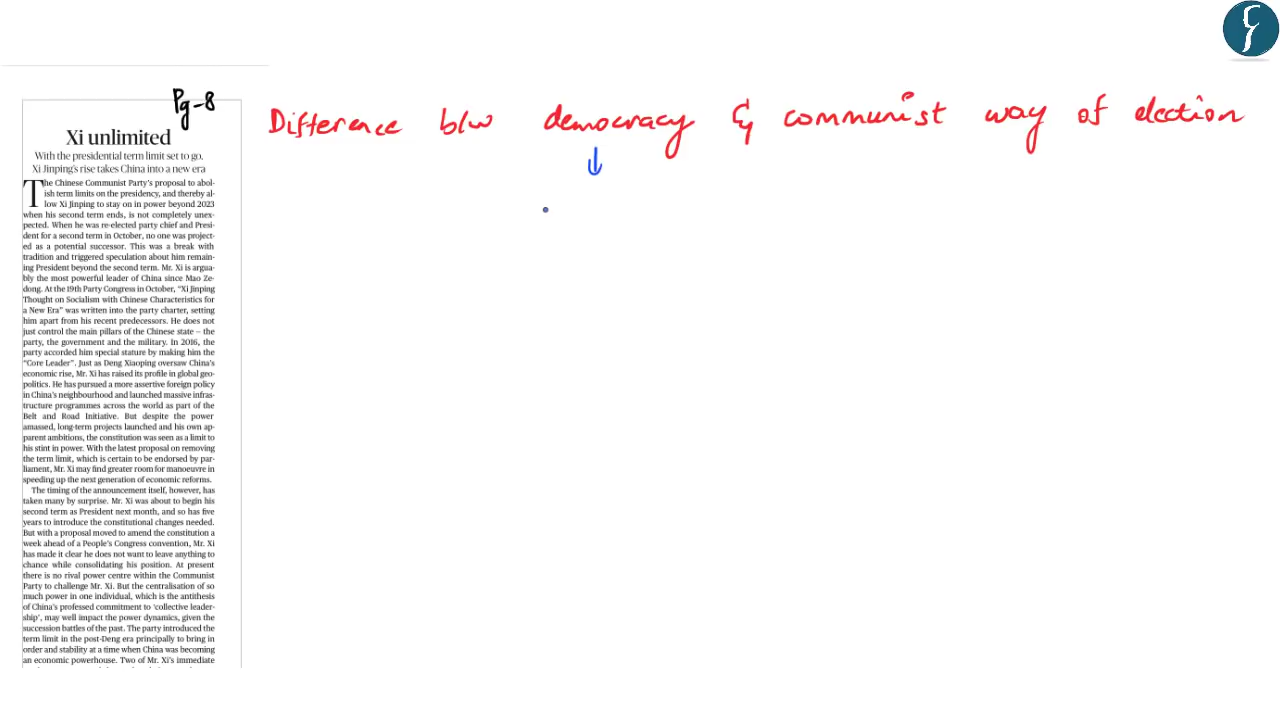 Pg-8
Difference b/w democracy & communist way of election
Xi unlimited
With the presidential term limit set to go,
Xi Jinping's rise takes China into a new era
The Chinese Communist Party's proposal to abol-
ish term limits on the presidency, and thereby al-
low Xi Jinping to stay on in power beyond 2023
when his second term ends, is not completely unex-
pected. When he was re-elected party chief and Presi-
dent for a second term in October, no one was project-
ed as a potential successor. This was a break with
tradition and triggered speculation about him remain-
ing President beyond the second term. Mr. Xi is argua-
bly the most powerful leader of China since Mao Ze-
dong. At the 19th Party Congress in October, “Xi Jinping
Thought on Socialism with Chinese Characteristics for
a New Era” was written into the party charter, setting
him apart from his recent predecessors. He does not
just control the main pillars of the Chinese state – the
party, the government and the military. In 2016, the
party accorded him special stature by making him the
“Core Leader”. Just as Deng Xiaoping oversaw China's
economic rise, Mr. Xi has raised its profile in global geo-
politics. He has pursued a more assertive foreign policy
in China's neighbourhood and launched massive infras-
tructure programmes across the world as part of the
Belt and Road Initiative. But despite the power
amassed, long-term projects launched and his own ap-
parent ambitions, the constitution was seen as a limit to
his stint in power. With the latest proposal on removing
the term limit, which is certain to be endorsed by par-
liament, Mr. Xi may find greater room for manoeuvre in
speeding up the next generation of economic reforms.
The timing of the announcement itself, however, has
taken many by surprise. Mr. Xi was about to begin his
second term as President next month, and so has five
years to introduce the constitutional changes needed.
But with a proposal moved to amend the constitution a
week ahead of a People's Congress convention, Mr. Xi
has made it clear he does not want to leave anything to
chance while consolidating his position. At present
there is no rival power centre within the Communist
Party to challenge Mr. Xi. But the centralisation of so
much power in one individual, which is the antithesis
of China's professed commitment to ‘collective leader-
ship’, may well impact the power dynamics, given the
succession battles of the past. The party introduced the
term limit in the post-Deng era principally to bring in
order and stability at a time when China was becoming
an economic powerhouse. Two of Mr. Xi's immediate